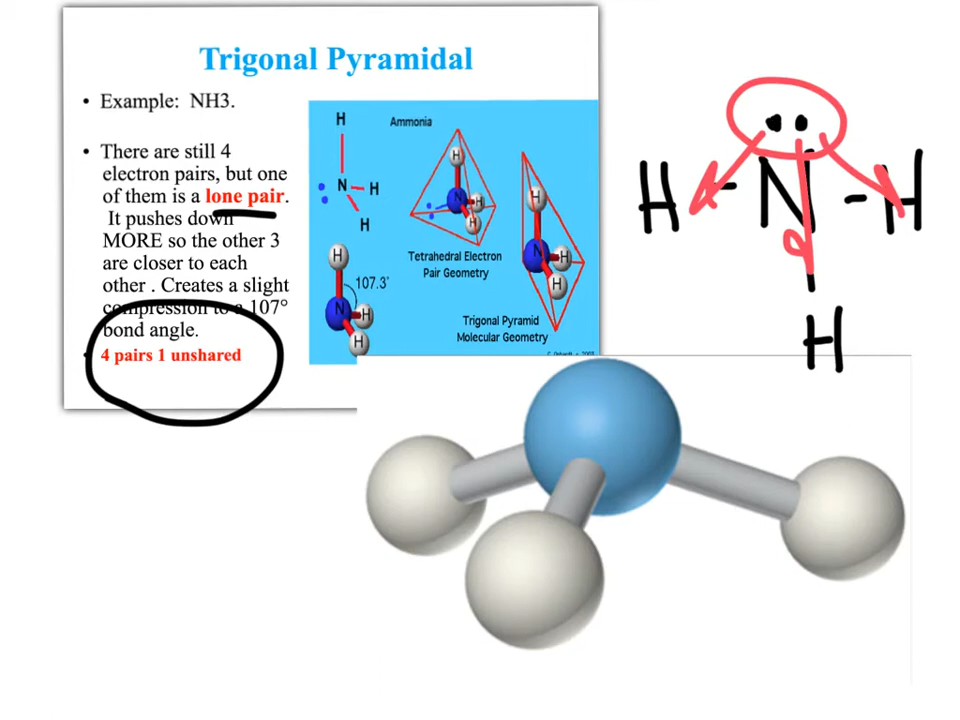 Trigonal Pyramidal
• Example: NH3.
• There are still 4
electron pairs, but one
of them is a lone pair.
It pushes down
MORE so the other 3
are closer to each
other . Creates a slight
compression to a 107°
bond angle.
4 pairs 1 unshared
H
Ammonia
N H
H
H
N H
H
Tetrahedral Electron
Pair Geometry
H
N H
H
107.3°
H
N H
H
Trigonal Pyramid
Molecular Geometry
H - N - H
H